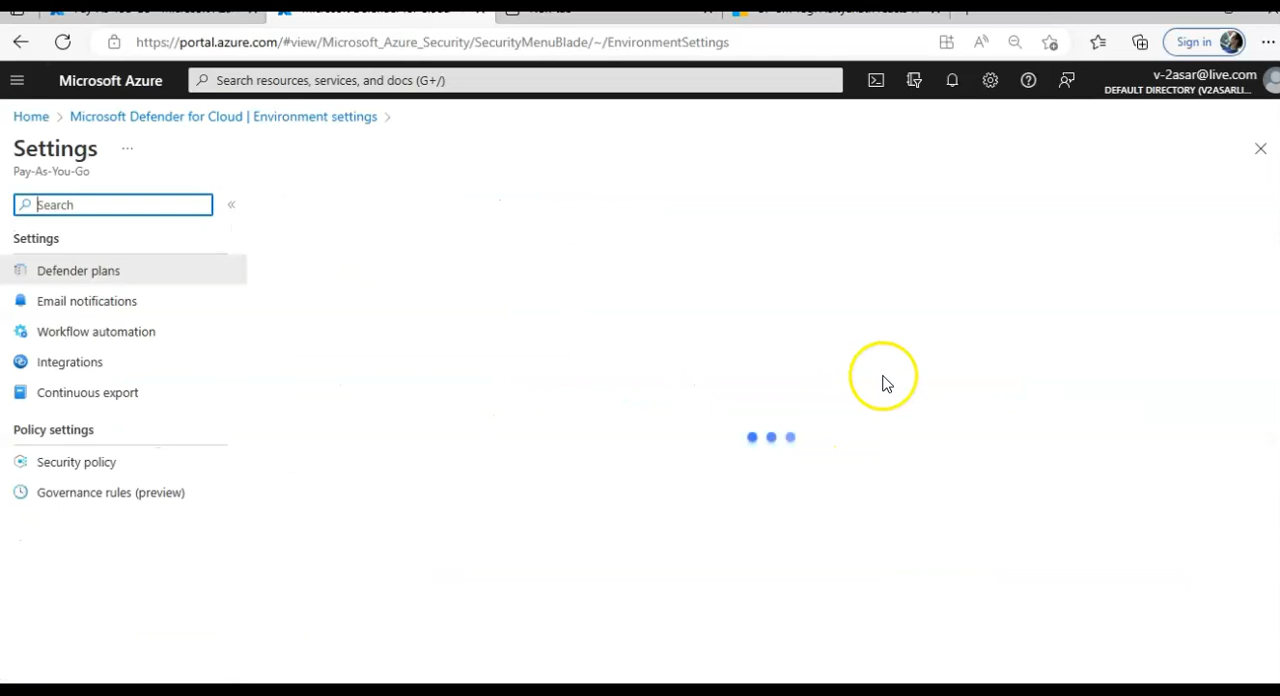 https://portal.azure.com/#view/Microsoft_Azure_Security/SecurityMenuBlade/~/EnvironmentSettings
Sign in
Microsoft Azure
Search resources, services, and docs (G+/)
v-2asar@live.com
DEFAULT DIRECTORY (V2ASARLI...
Home > Microsoft Defender for Cloud | Environment settings >
Settings ...
Pay-As-You-Go
Search
Settings
Defender plans
Email notifications
Workflow automation
Integrations
Continuous export
Policy settings
Security policy
Governance rules (preview)